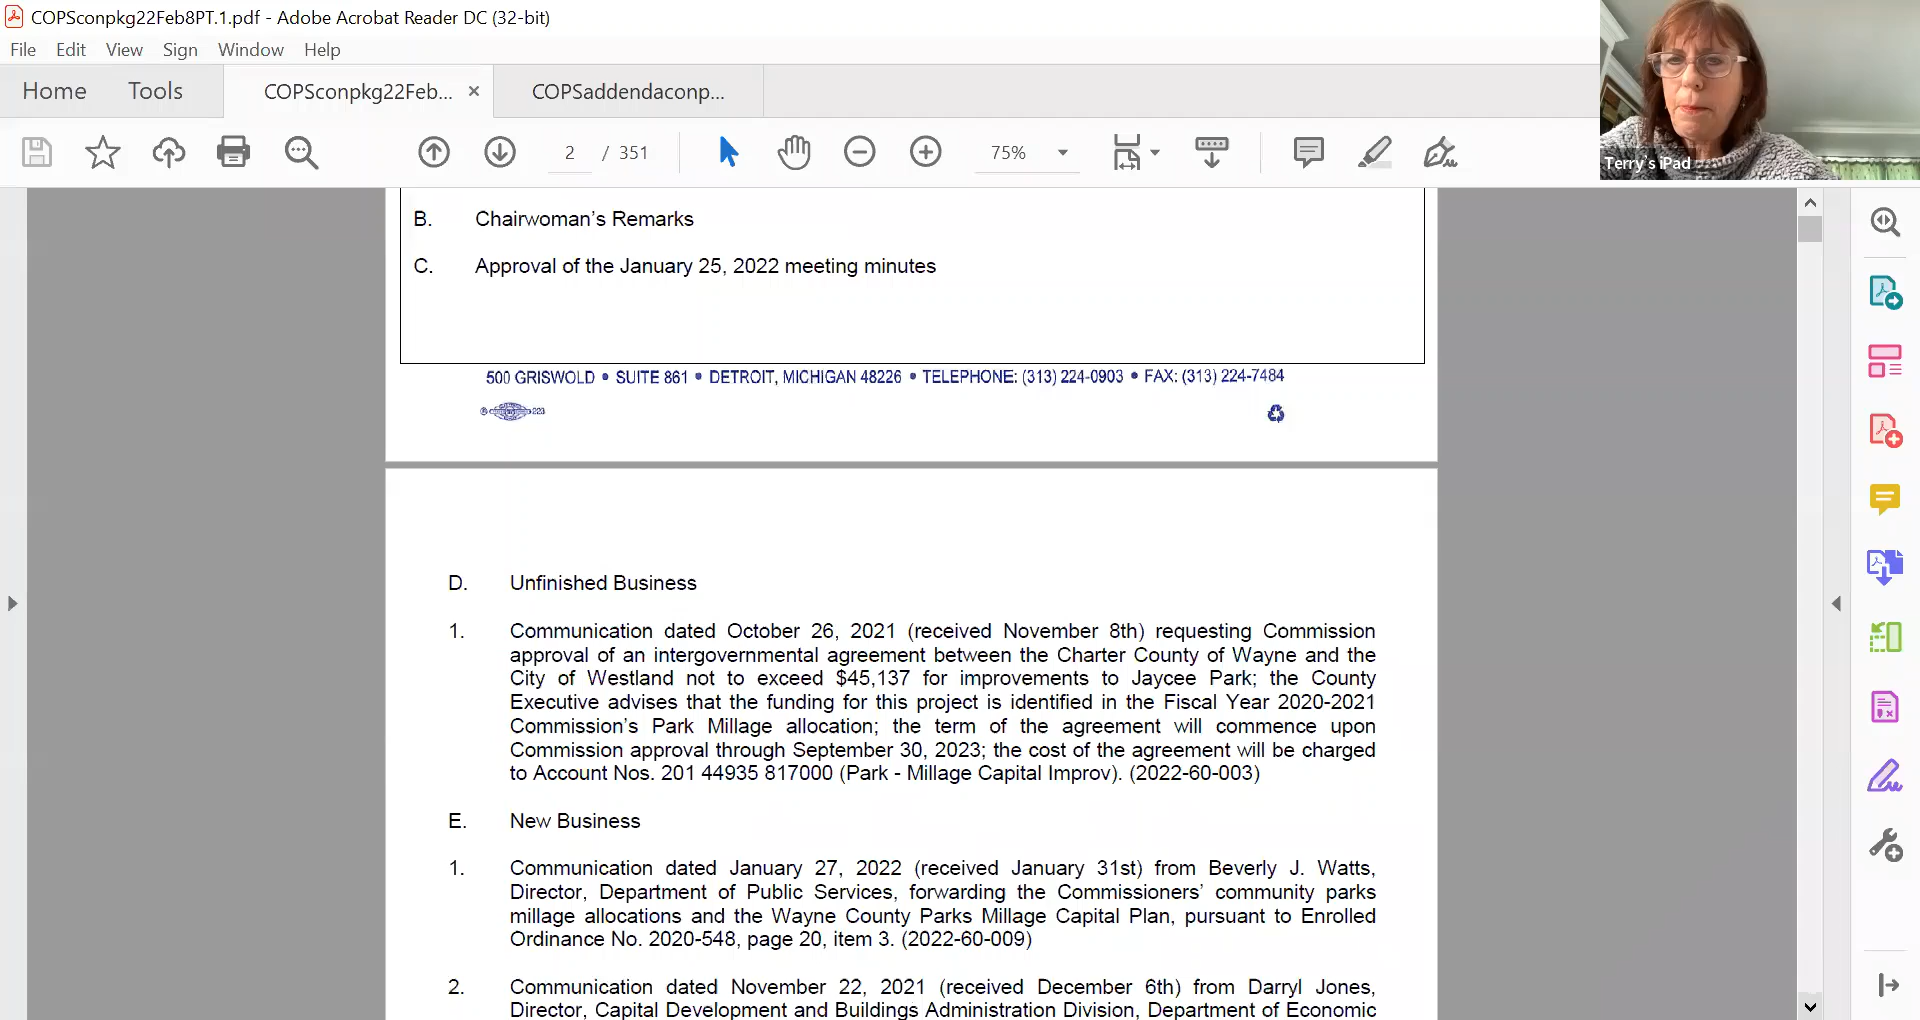 COPSconpkg22Feb8PT.1.pdf - Adobe Acrobat Reader DC (32-bit)
File Edit View Sign Window Help
Home Tools COPSconpkg22Feb... × COPSaddendaconp...
2 / 351 75%
Terry's iPad
B. Chairwoman's Remarks
C. Approval of the January 25, 2022 meeting minutes
500 GRISWOLD • SUITE 861 • DETROIT, MICHIGAN 48226 • TELEPHONE: (313) 224-0903 • FAX: (313) 224-7484
223
D. Unfinished Business
1. Communication dated October 26, 2021 (received November 8th) requesting Commission
approval of an intergovernmental agreement between the Charter County of Wayne and the
City of Westland not to exceed $45,137 for improvements to Jaycee Park; the County
Executive advises that the funding for this project is identified in the Fiscal Year 2020-2021
Commission's Park Millage allocation; the term of the agreement will commence upon
Commission approval through September 30, 2023; the cost of the agreement will be charged
to Account Nos. 201 44935 817000 (Park - Millage Capital Improv). (2022-60-003)
E. New Business
1. Communication dated January 27, 2022 (received January 31st) from Beverly J. Watts,
Director, Department of Public Services, forwarding the Commissioners' community parks
millage allocations and the Wayne County Parks Millage Capital Plan, pursuant to Enrolled
Ordinance No. 2020-548, page 20, item 3. (2022-60-009)
2. Communication dated November 22, 2021 (received December 6th) from Darryl Jones,
Director, Capital Development and Buildings Administration Division, Department of Economic